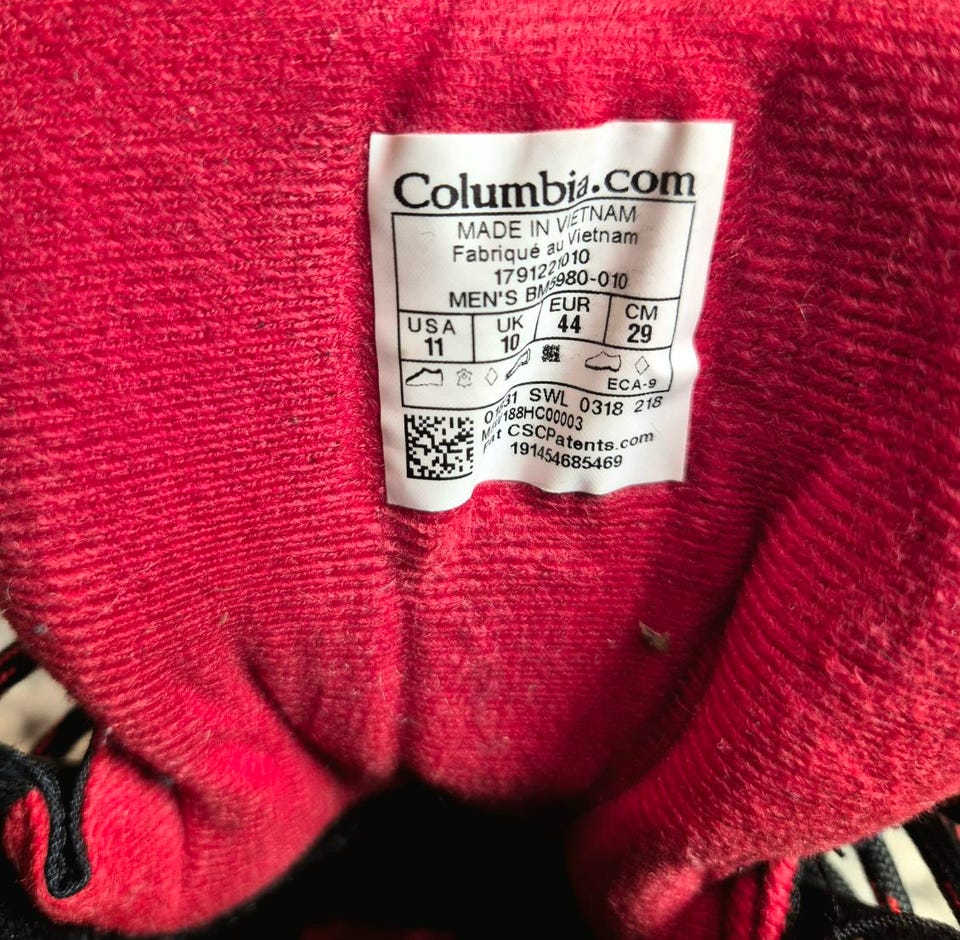 Columbia.com
MADE IN VIETNAM
Fabriqué au Vietnam
1791221010
MEN'S BM5980-010
USA UK EUR CM
11 10 44 29
ECA-9
SWL 0318 218
CSCPatents.com
191454685469